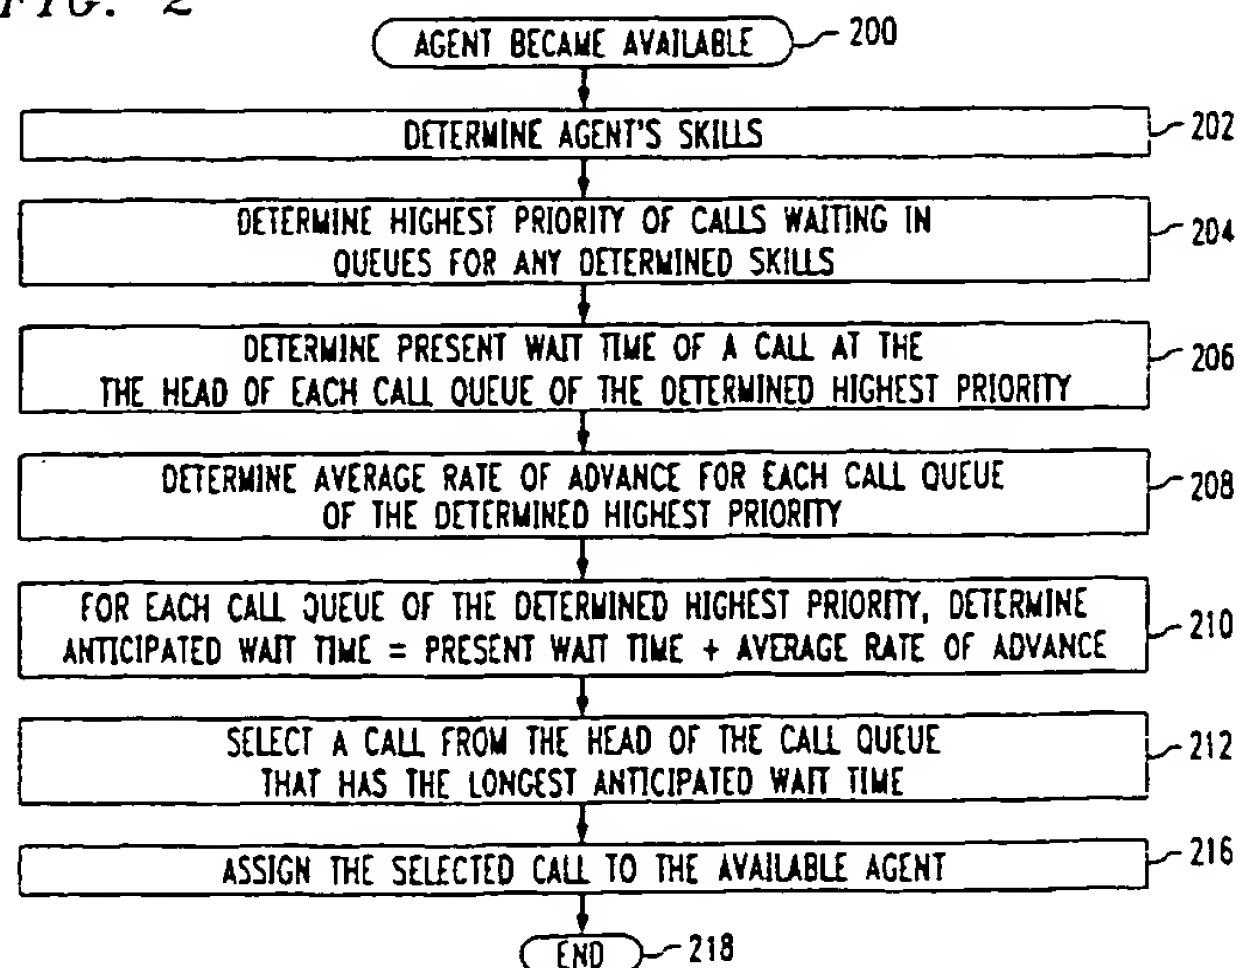 FIG. 2
AGENT BECAME AVAILABLE
200
DETERMINE AGENT'S SKILLS
202
DETERMINE HIGHEST PRIORITY OF CALLS WAITING IN
QUEUES FOR ANY DETERMINED SKILLS
204
DETERMINE PRESENT WAIT TIME OF A CALL AT THE
THE HEAD OF EACH CALL QUEUE OF THE DETERMINED HIGHEST PRIORITY
206
DETERMINE AVERAGE RATE OF ADVANCE FOR EACH CALL QUEUE
OF THE DETERMINED HIGHEST PRIORITY
208
FOR EACH CALL QUEUE OF THE DETERMINED HIGHEST PRIORITY, DETERMINE
ANTICIPATED WAIT TIME = PRESENT WAIT TIME + AVERAGE RATE OF ADVANCE
210
SELECT A CALL FROM THE HEAD OF THE CALL QUEUE
THAT HAS THE LONGEST ANTICIPATED WAIT TIME
212
ASSIGN THE SELECTED CALL TO THE AVAILABLE AGENT
216
END
218